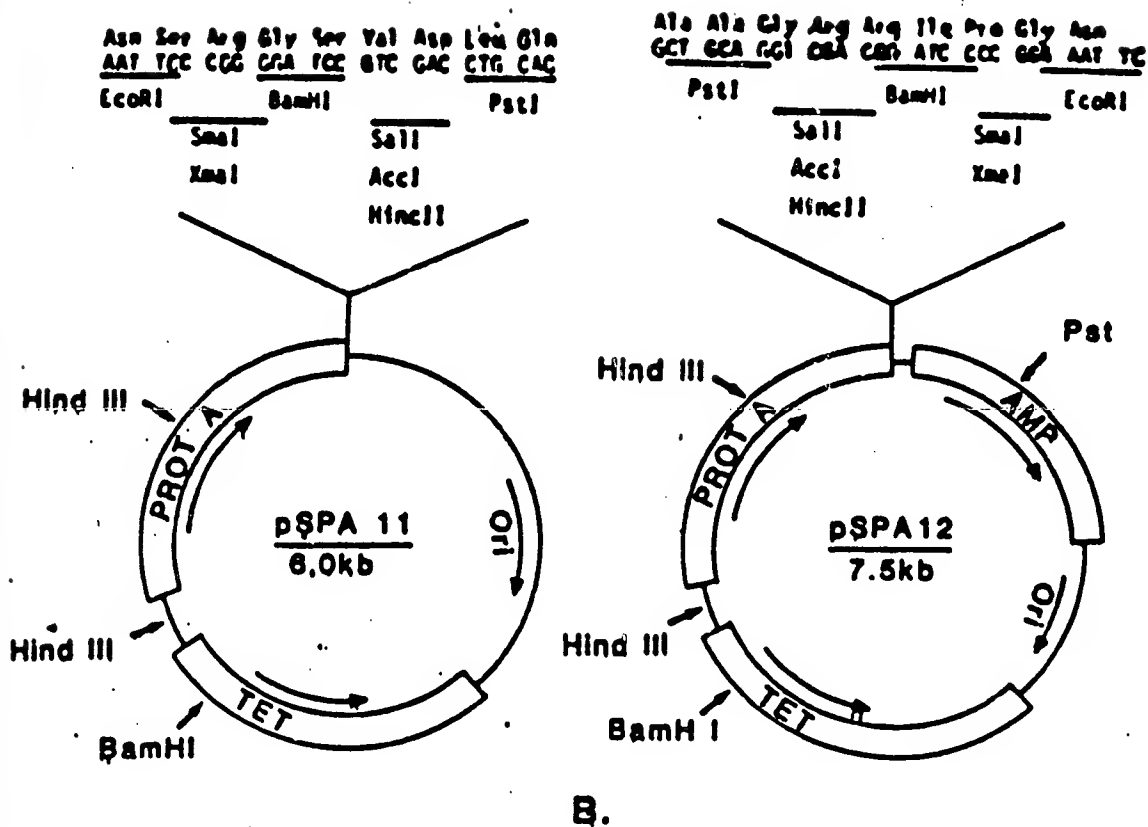 Asn Ser Arg Gly Ser Val Asp Leu Gln
AAT TCC CGG GGA TCC GTC GAC CTG CAG
EcoRI BamHI PstI
SmaI SalI
XmaI AccI
HincII
Ala Ala Gly Arg Arg Ile Pro Gly Asn
GCT GCA GGT CGA CGG ATC CCC GGA AAT TC
PstI BamHI EcoRI
SalI SmaI
AccI XmaI
HincII
Hind III
PROT A
pSPA 11
6.0kb
Ori
Hind III
TET
BamHI
Pst
Hind III
PROT A
AMP
pSPA12
7.5kb
Ori
Hind III
TET
BamH I
B.